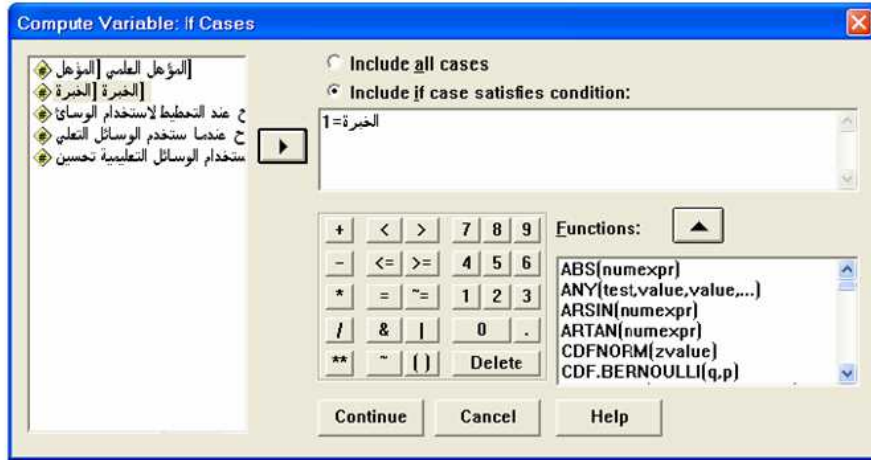 Compute Variable: If Cases
المؤهل العلمي [المؤهل]
الخبرة [الخبرة]
ح عند التخطيط لاستخدام الوسائ
ح عندما ستخدم الوسائل التعلي
ستخدام الوسائل التعليمية تحسين
Include all cases
Include if case satisfies condition:
الخبرة=1
+ < > 7 8 9
- <= >= 4 5 6
* = ~= 1 2 3
/ & | 0 .
** ~ () Delete
Functions:
ABS(numexpr)
ANY(test,value,value,...)
ARSIN(numexpr)
ARTAN(numexpr)
CDFNORM(zvalue)
CDF.BERNOULLI(q,p)
Continue Cancel Help